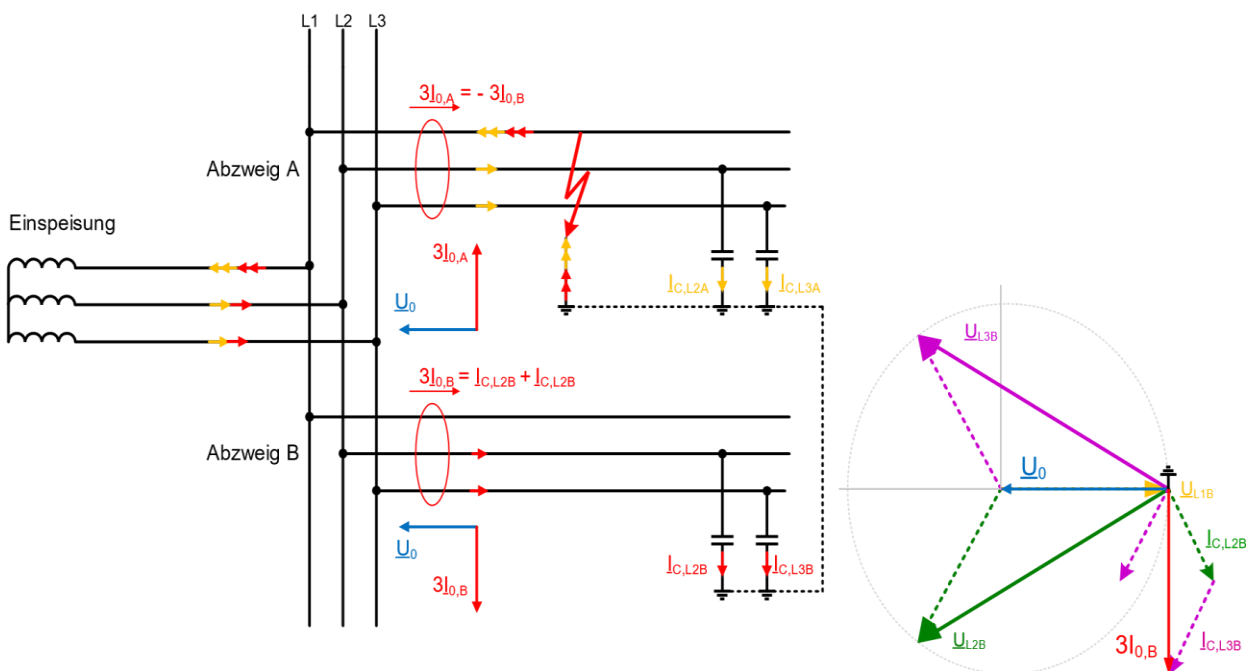 L1 L2 L3
3I0,A = - 3I0,B
Abzweig A
Einspeisung
3I0,A
U0
IC,L2A
IC,L3A
3I0,B = IC,L2B + IC,L2B
Abzweig B
U0
3I0,B
IC,L2B
IC,L3B
UL3B
U0
UL1B
IC,L2B
UL2B
3I0,B
IC,L3B